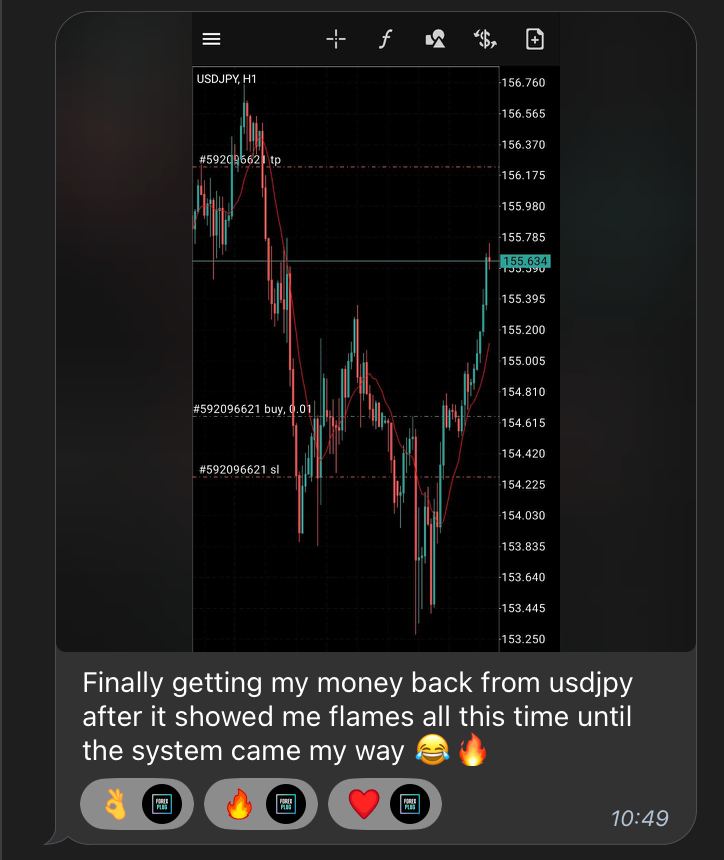 USDJPY, H1
156.760
156.565
156.370
#592096621 tp
156.175
155.980
155.785
155.634
155.590
155.395
155.200
155.005
154.810
#592096621 buy, 0.01
154.615
154.420
#592096621 sl
154.225
154.030
153.835
153.640
153.445
153.250
Finally getting my money back from usdjpy
after it showed me flames all this time until
the system came my way 😂🔥
👌 FOREX PLUG 🔥 FOREX PLUG ❤️ FOREX PLUG
10:49